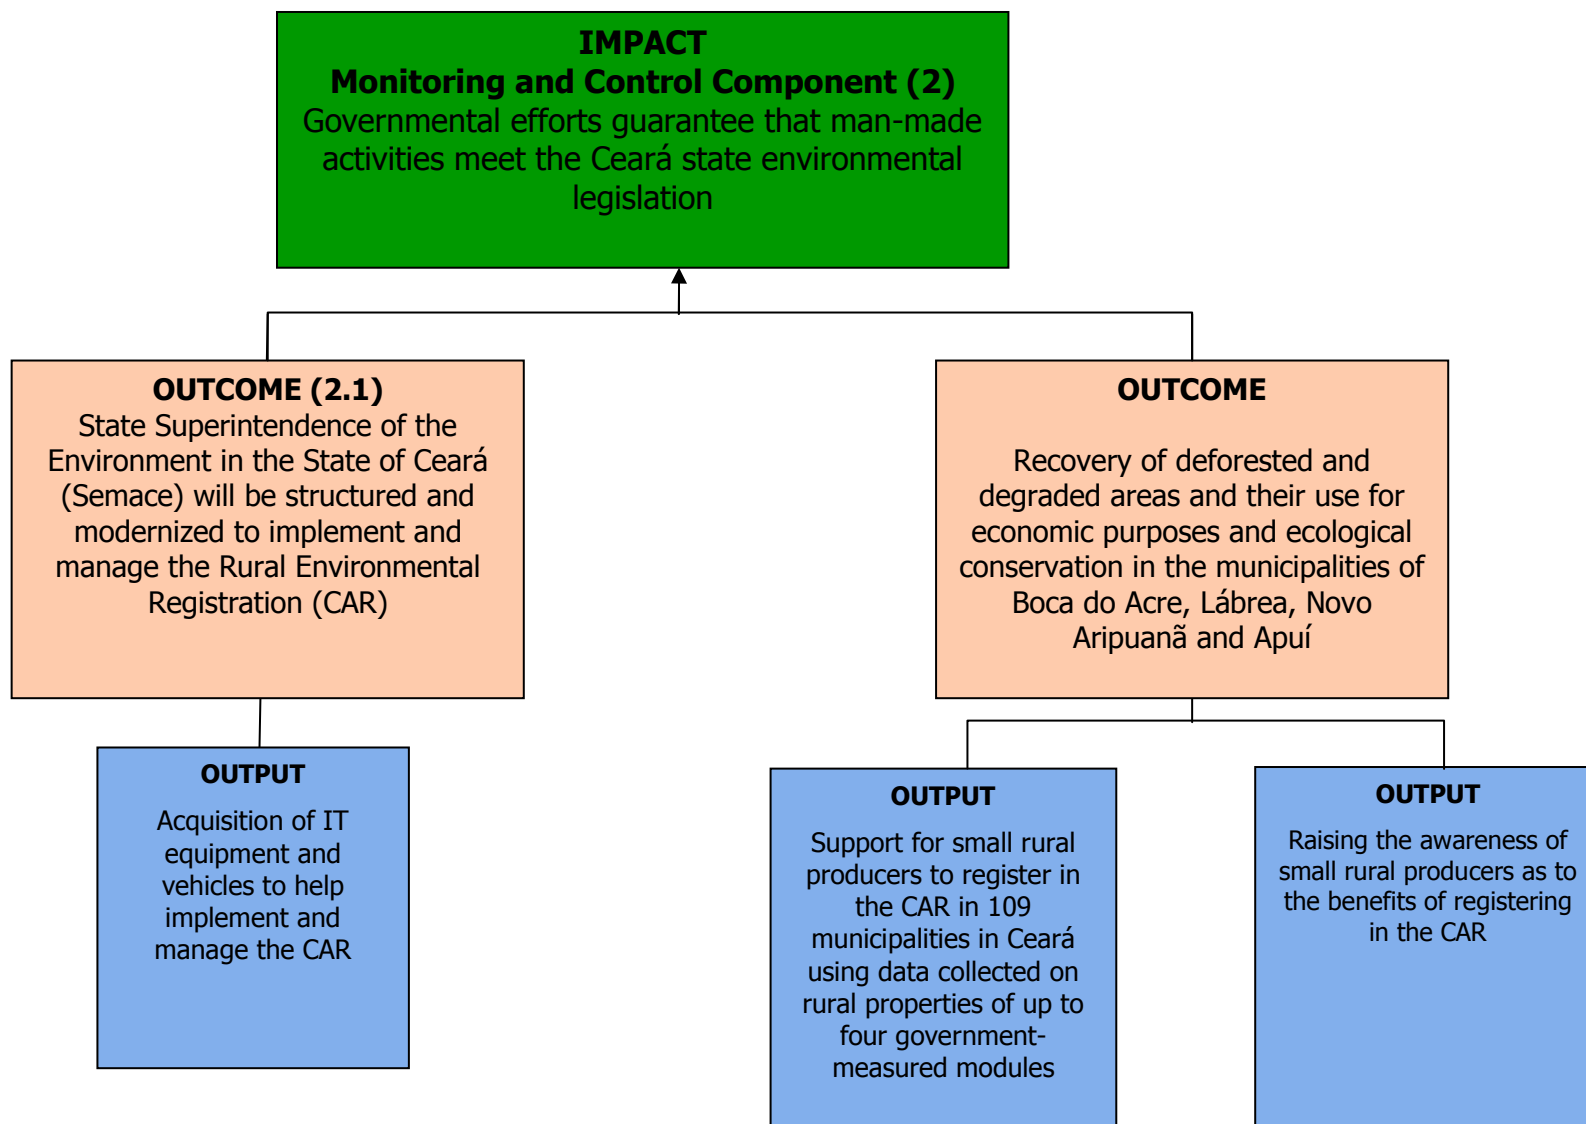 IMPACT
Monitoring and Control Component (2)
Governmental efforts guarantee that man-made
activities meet the Ceará state environmental
legislation
OUTCOME (2.1)
State Superintendence of the
Environment in the State of Ceará
(Semace) will be structured and
modernized to implement and
manage the Rural Environmental
Registration (CAR)
OUTCOME
Recovery of deforested and
degraded areas and their use for
economic purposes and ecological
conservation in the municipalities of
Boca do Acre, Lábrea, Novo
Aripuanã and Apuí
OUTPUT
Acquisition of IT
equipment and
vehicles to help
implement and
manage the CAR
OUTPUT
Support for small rural
producers to register in
the CAR in 109
municipalities in Ceará
using data collected on
rural properties of up to
four government-
measured modules
OUTPUT
Raising the awareness of
small rural producers as to
the benefits of registering
in the CAR